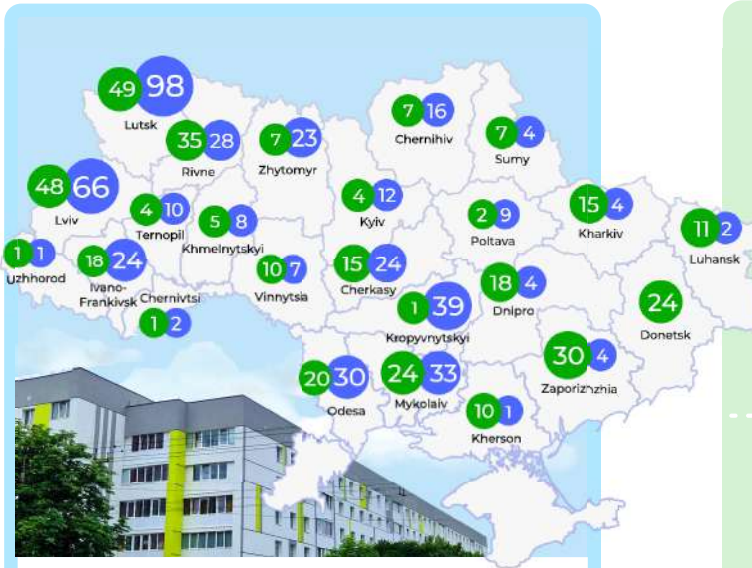 49 98
Lutsk
35 28
Rivne
7 23
Zhytomyr
7 16
Chernihiv
7 4
Sumy
48 66
Lviv
4 10
Ternopil
5 8
Khmelnytskyi
4 12
Kyiv
2 9
Poltava
15 4
Kharkiv
11 2
Luhansk
1 1
Uzhhorod
18 24
Ivano-
Frankivsk
Chernivtsi
1 2
10 7
Vinnytsia
15 24
Cherkasy
1 39
Kropyvnytskyi
18 4
Dnipro
24
Donetsk
20 30
Odesa
24 33
Mykolaiv
30 4
Zaporizhzhia
10 1
Kherson